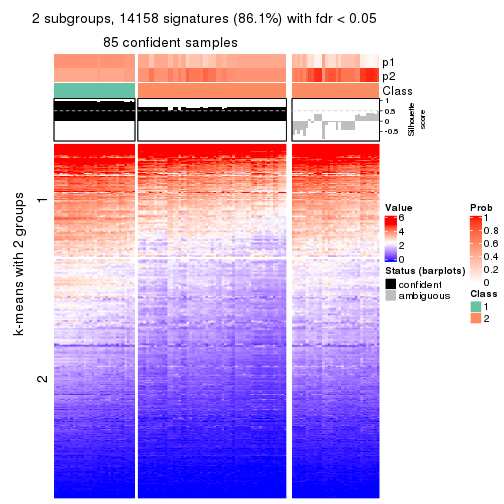 2 subgroups, 14158 signatures (86.1%) with fdr < 0.05
85 confident samples
p1
p2
Class
1
0.5
0
-0.5
Silhouette
score
k-means with 2 groups
1
2
Value
6
4
2
0
Status (barplots)
confident
ambiguous
Prob
1
0.8
0.6
0.4
0.2
0
Class
1
2